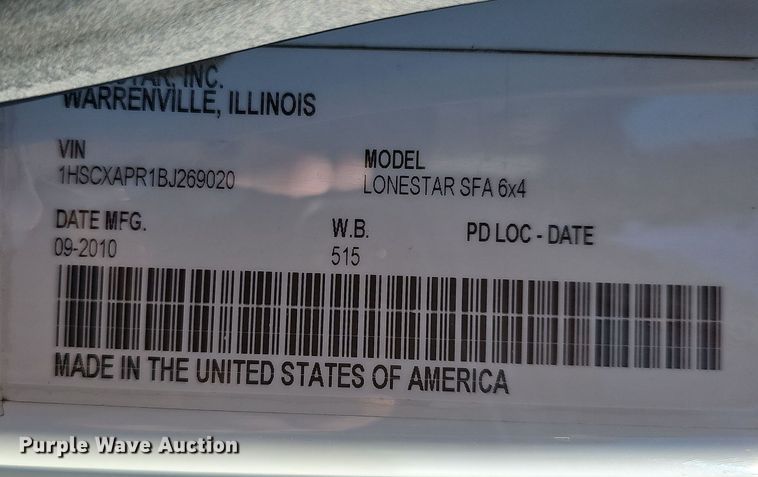 INC.
WARRENVILLE, ILLINOIS
VIN
1HSCXAPR1BJ269020
MODEL
LONESTAR SFA 6x4
DATE MFG.
09-2010
W.B.
515
PD LOC - DATE
MADE IN THE UNITED STATES OF AMERICA
Purple Wave Auction